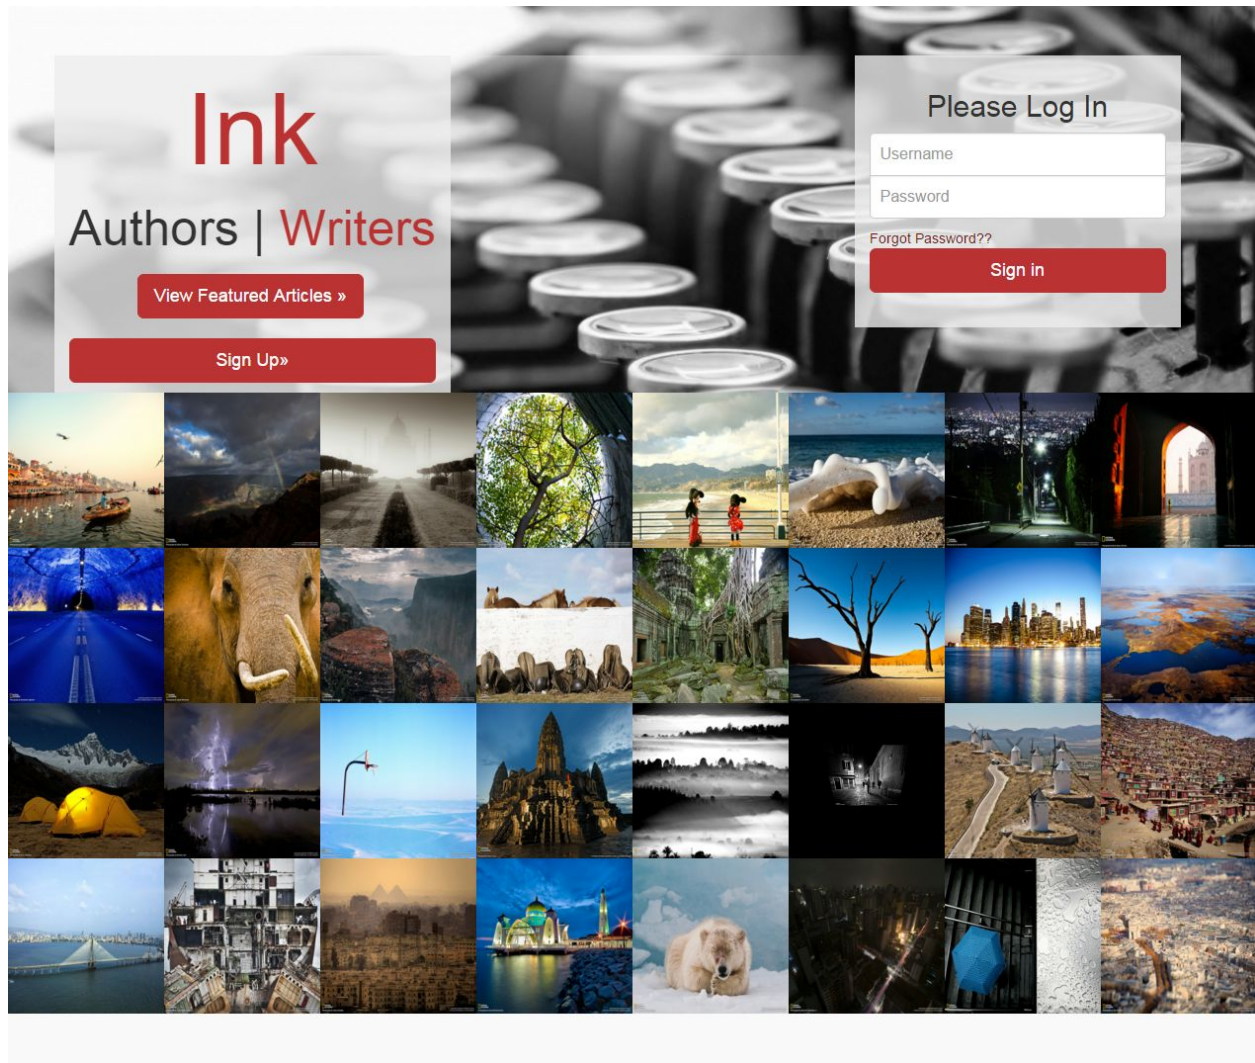 Ink
Authors | Writers
View Featured Articles »
Sign Up»
Please Log In
Username
Password
Forgot Password??
Sign in